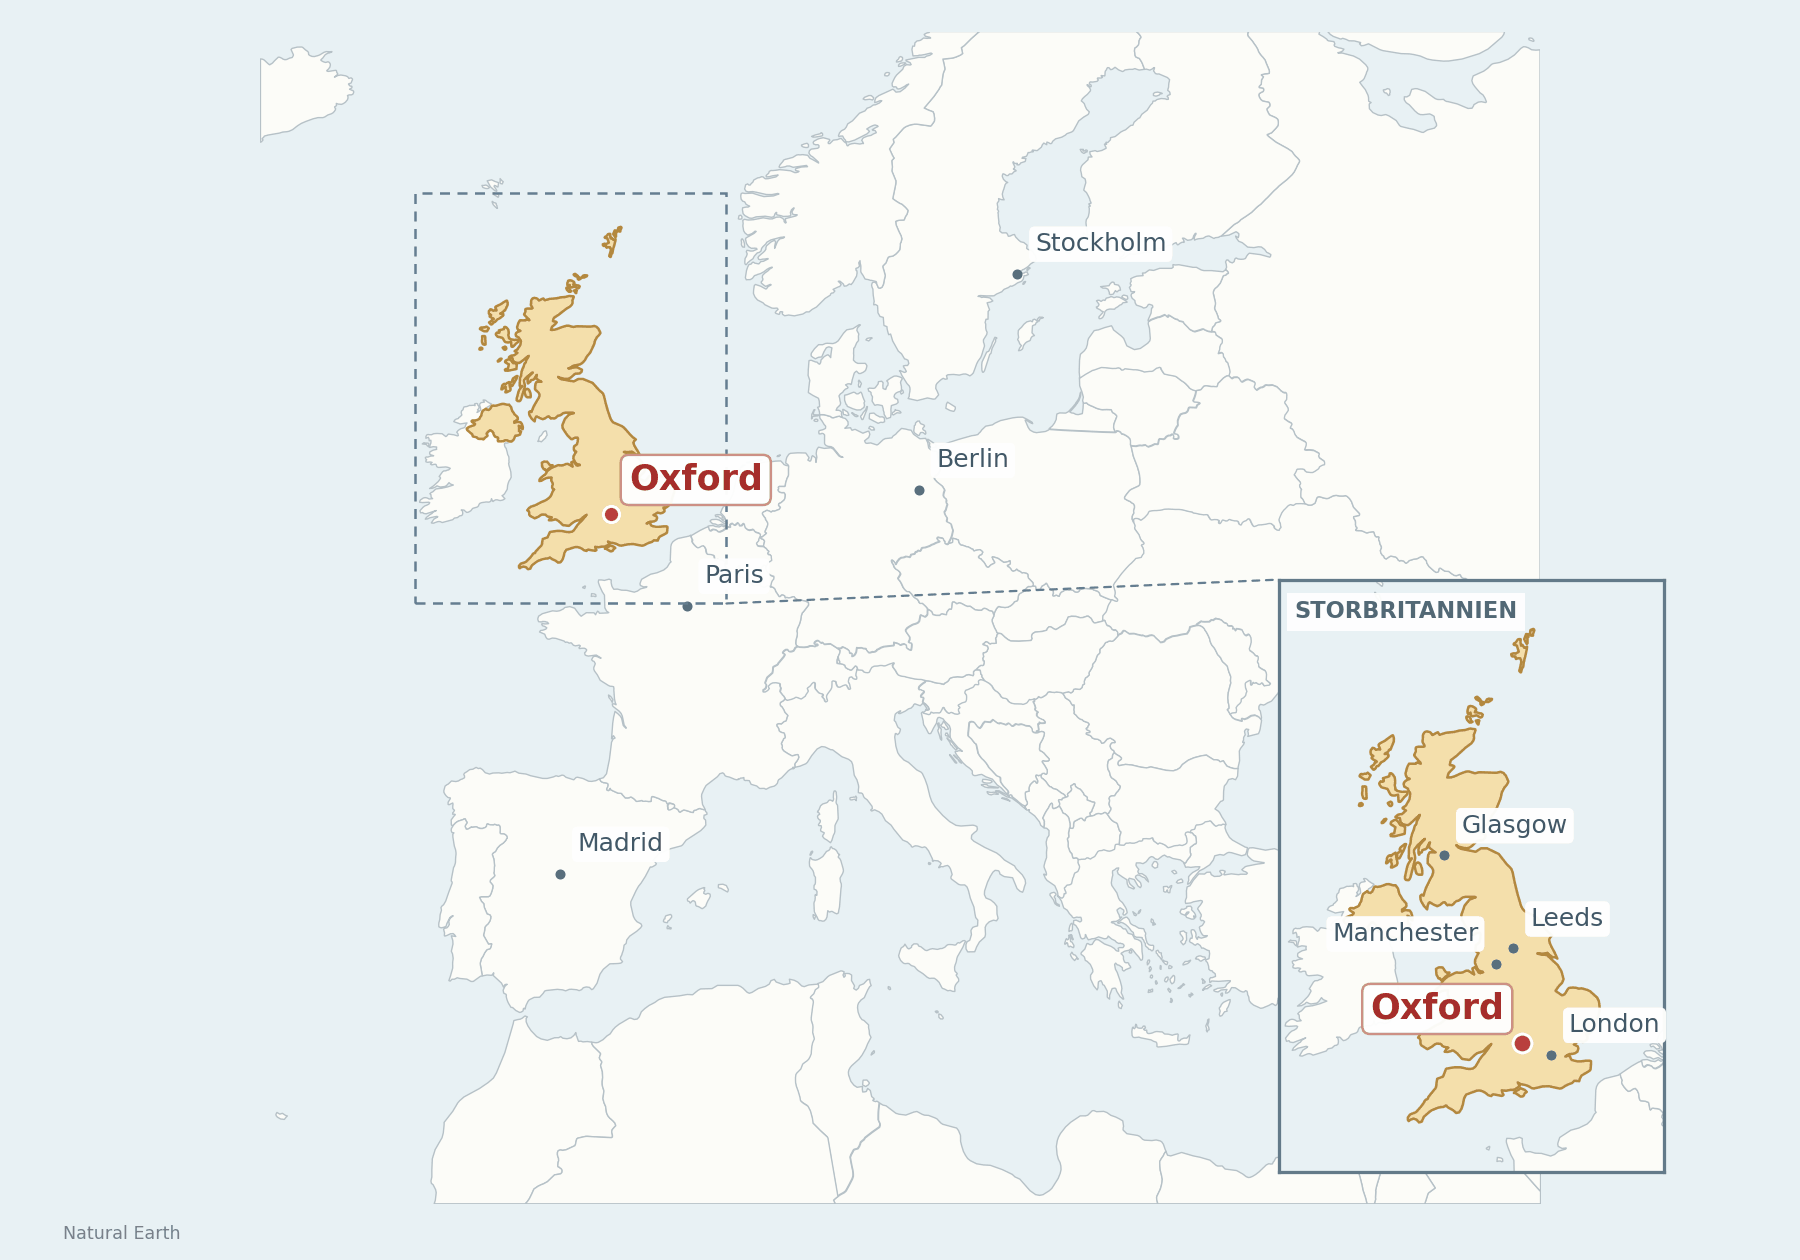 Stockholm
Berlin
Oxford
Paris
Madrid
STORBRITANNIEN
Glasgow
Leeds
Manchester
Oxford
London
Natural Earth